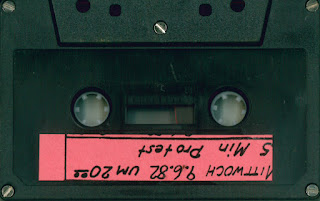 MITTWOCH 9.6.82 UM 20⁰⁰
5 Min Protest